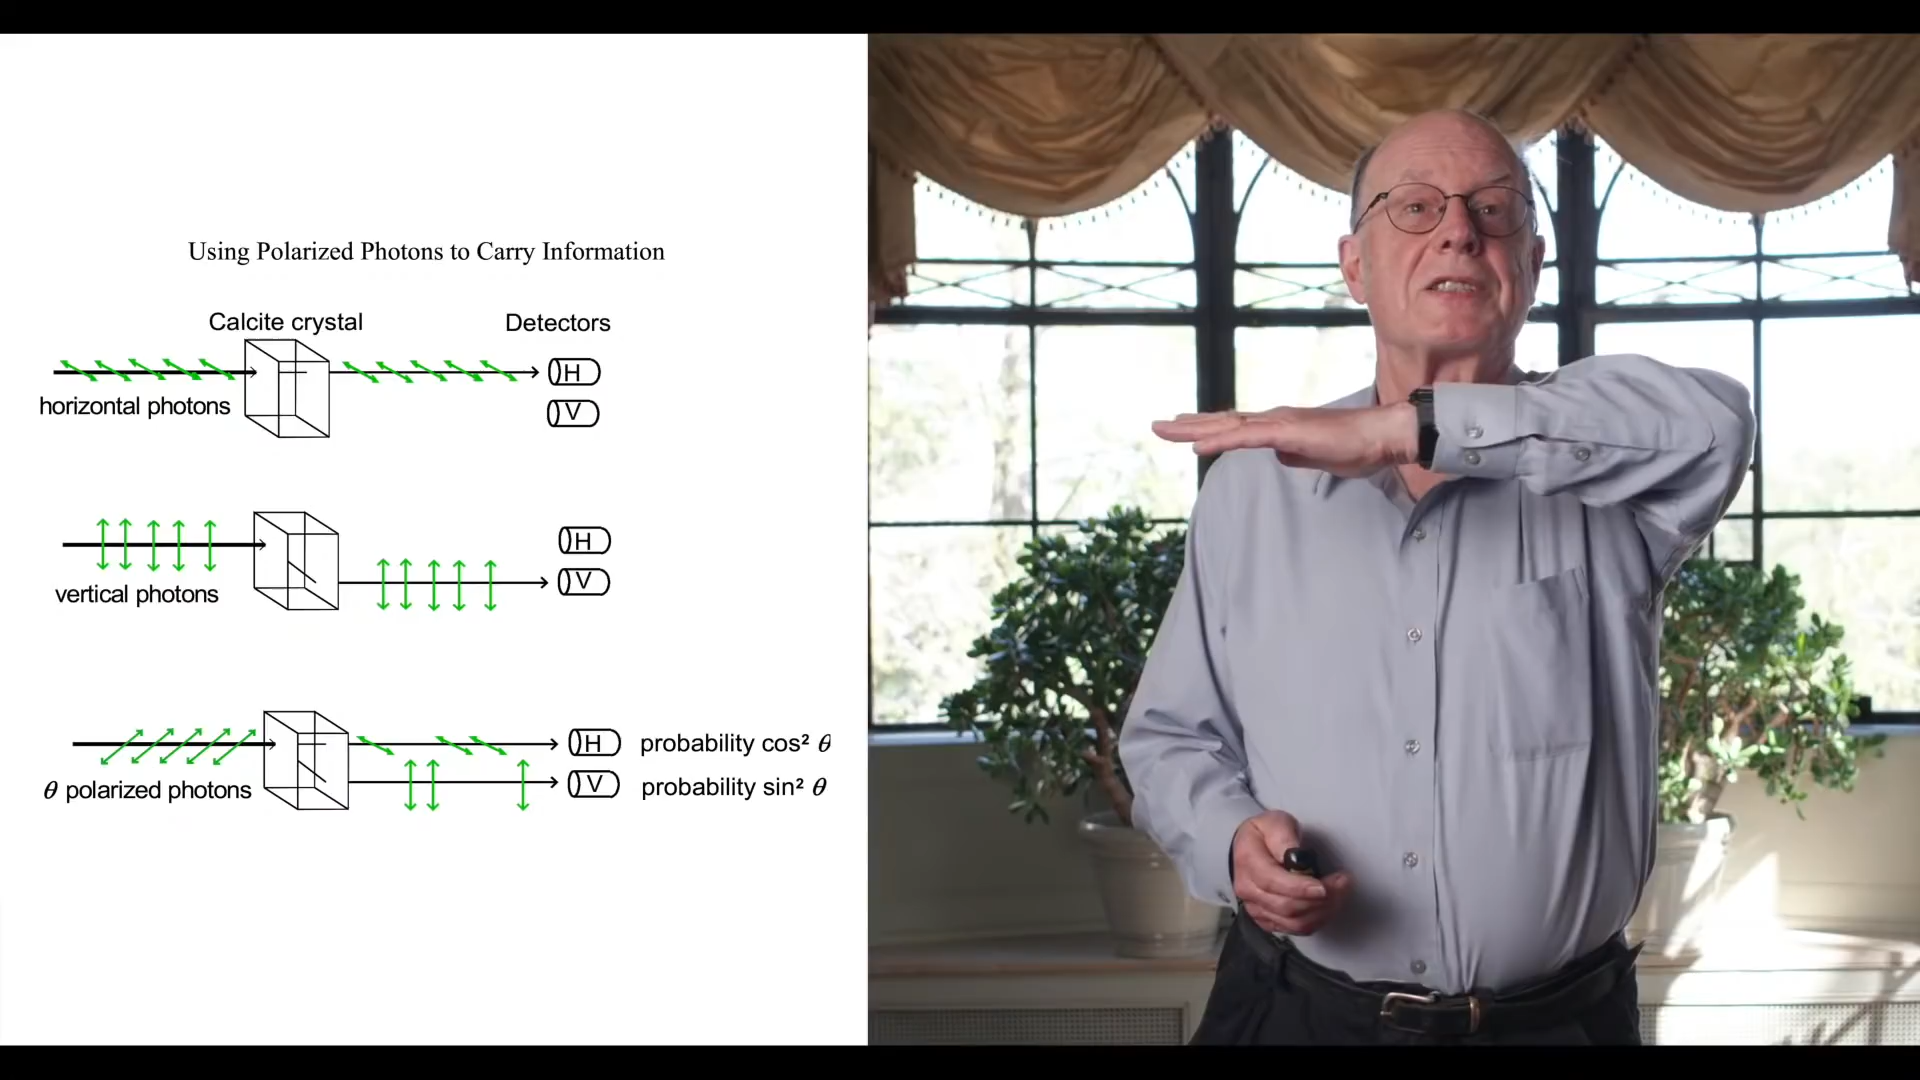 Using Polarized Photons to Carry Information
Calcite crystal
Detectors
H
horizontal photons
V
H
vertical photons
V
H probability cos² θ
θ polarized photons
V probability sin² θ